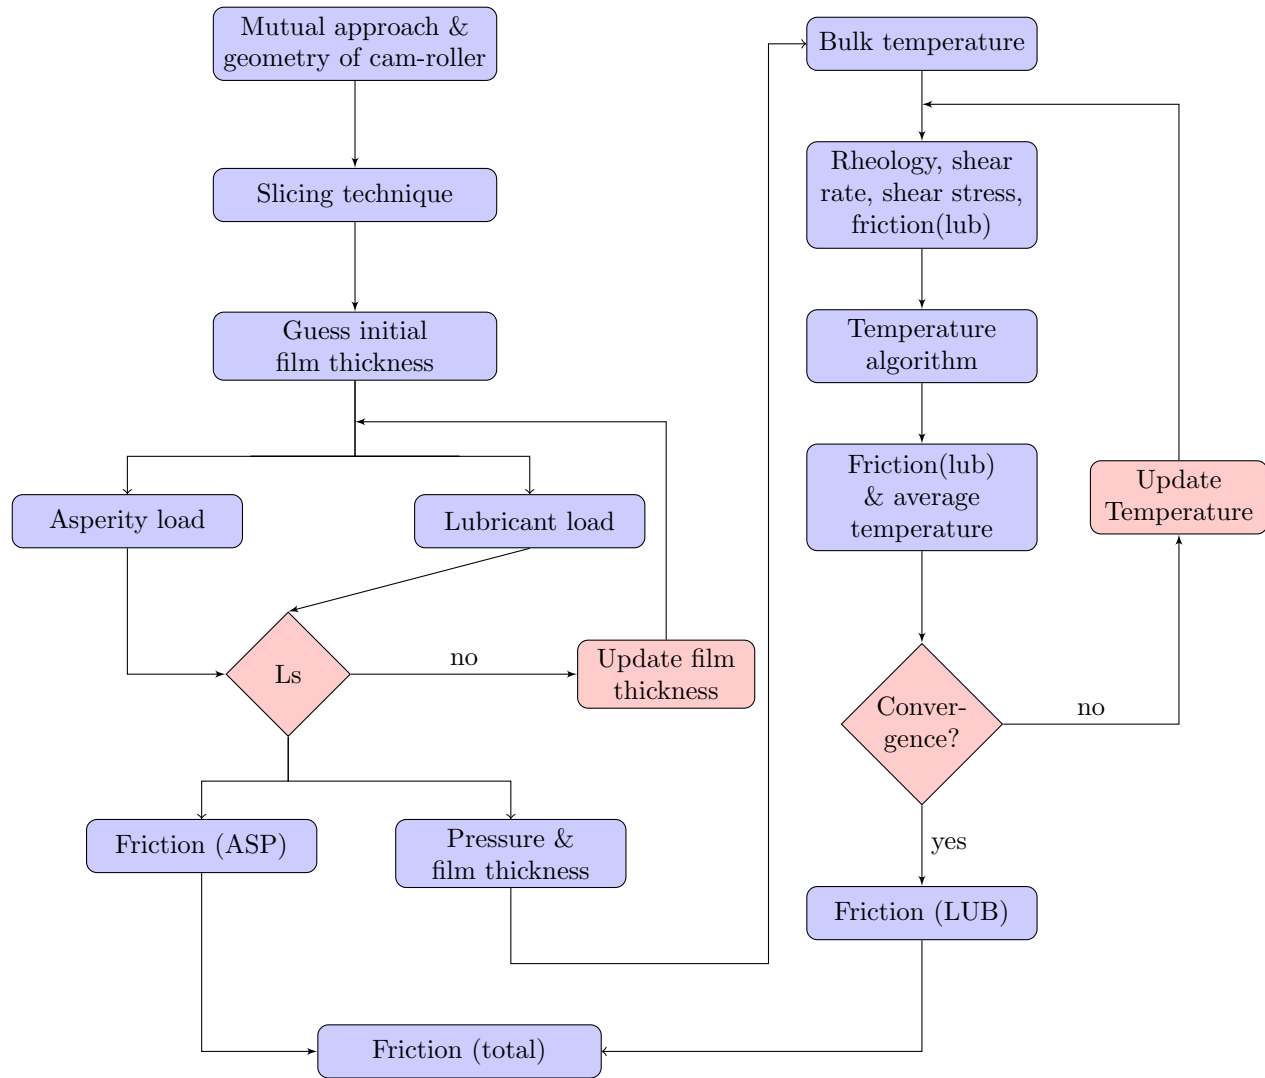 Mutual approach &
geometry of cam-roller
Slicing technique
Guess initial
film thickness
Asperity load
Lubricant load
Ls
no
Update film
thickness
Friction (ASP)
Pressure &
film thickness
Friction (total)
Bulk temperature
Rheology, shear
rate, shear stress,
friction(lub)
Temperature
algorithm
Friction(lub)
& average
temperature
Update
Temperature
Conver-
gence?
no
yes
Friction (LUB)